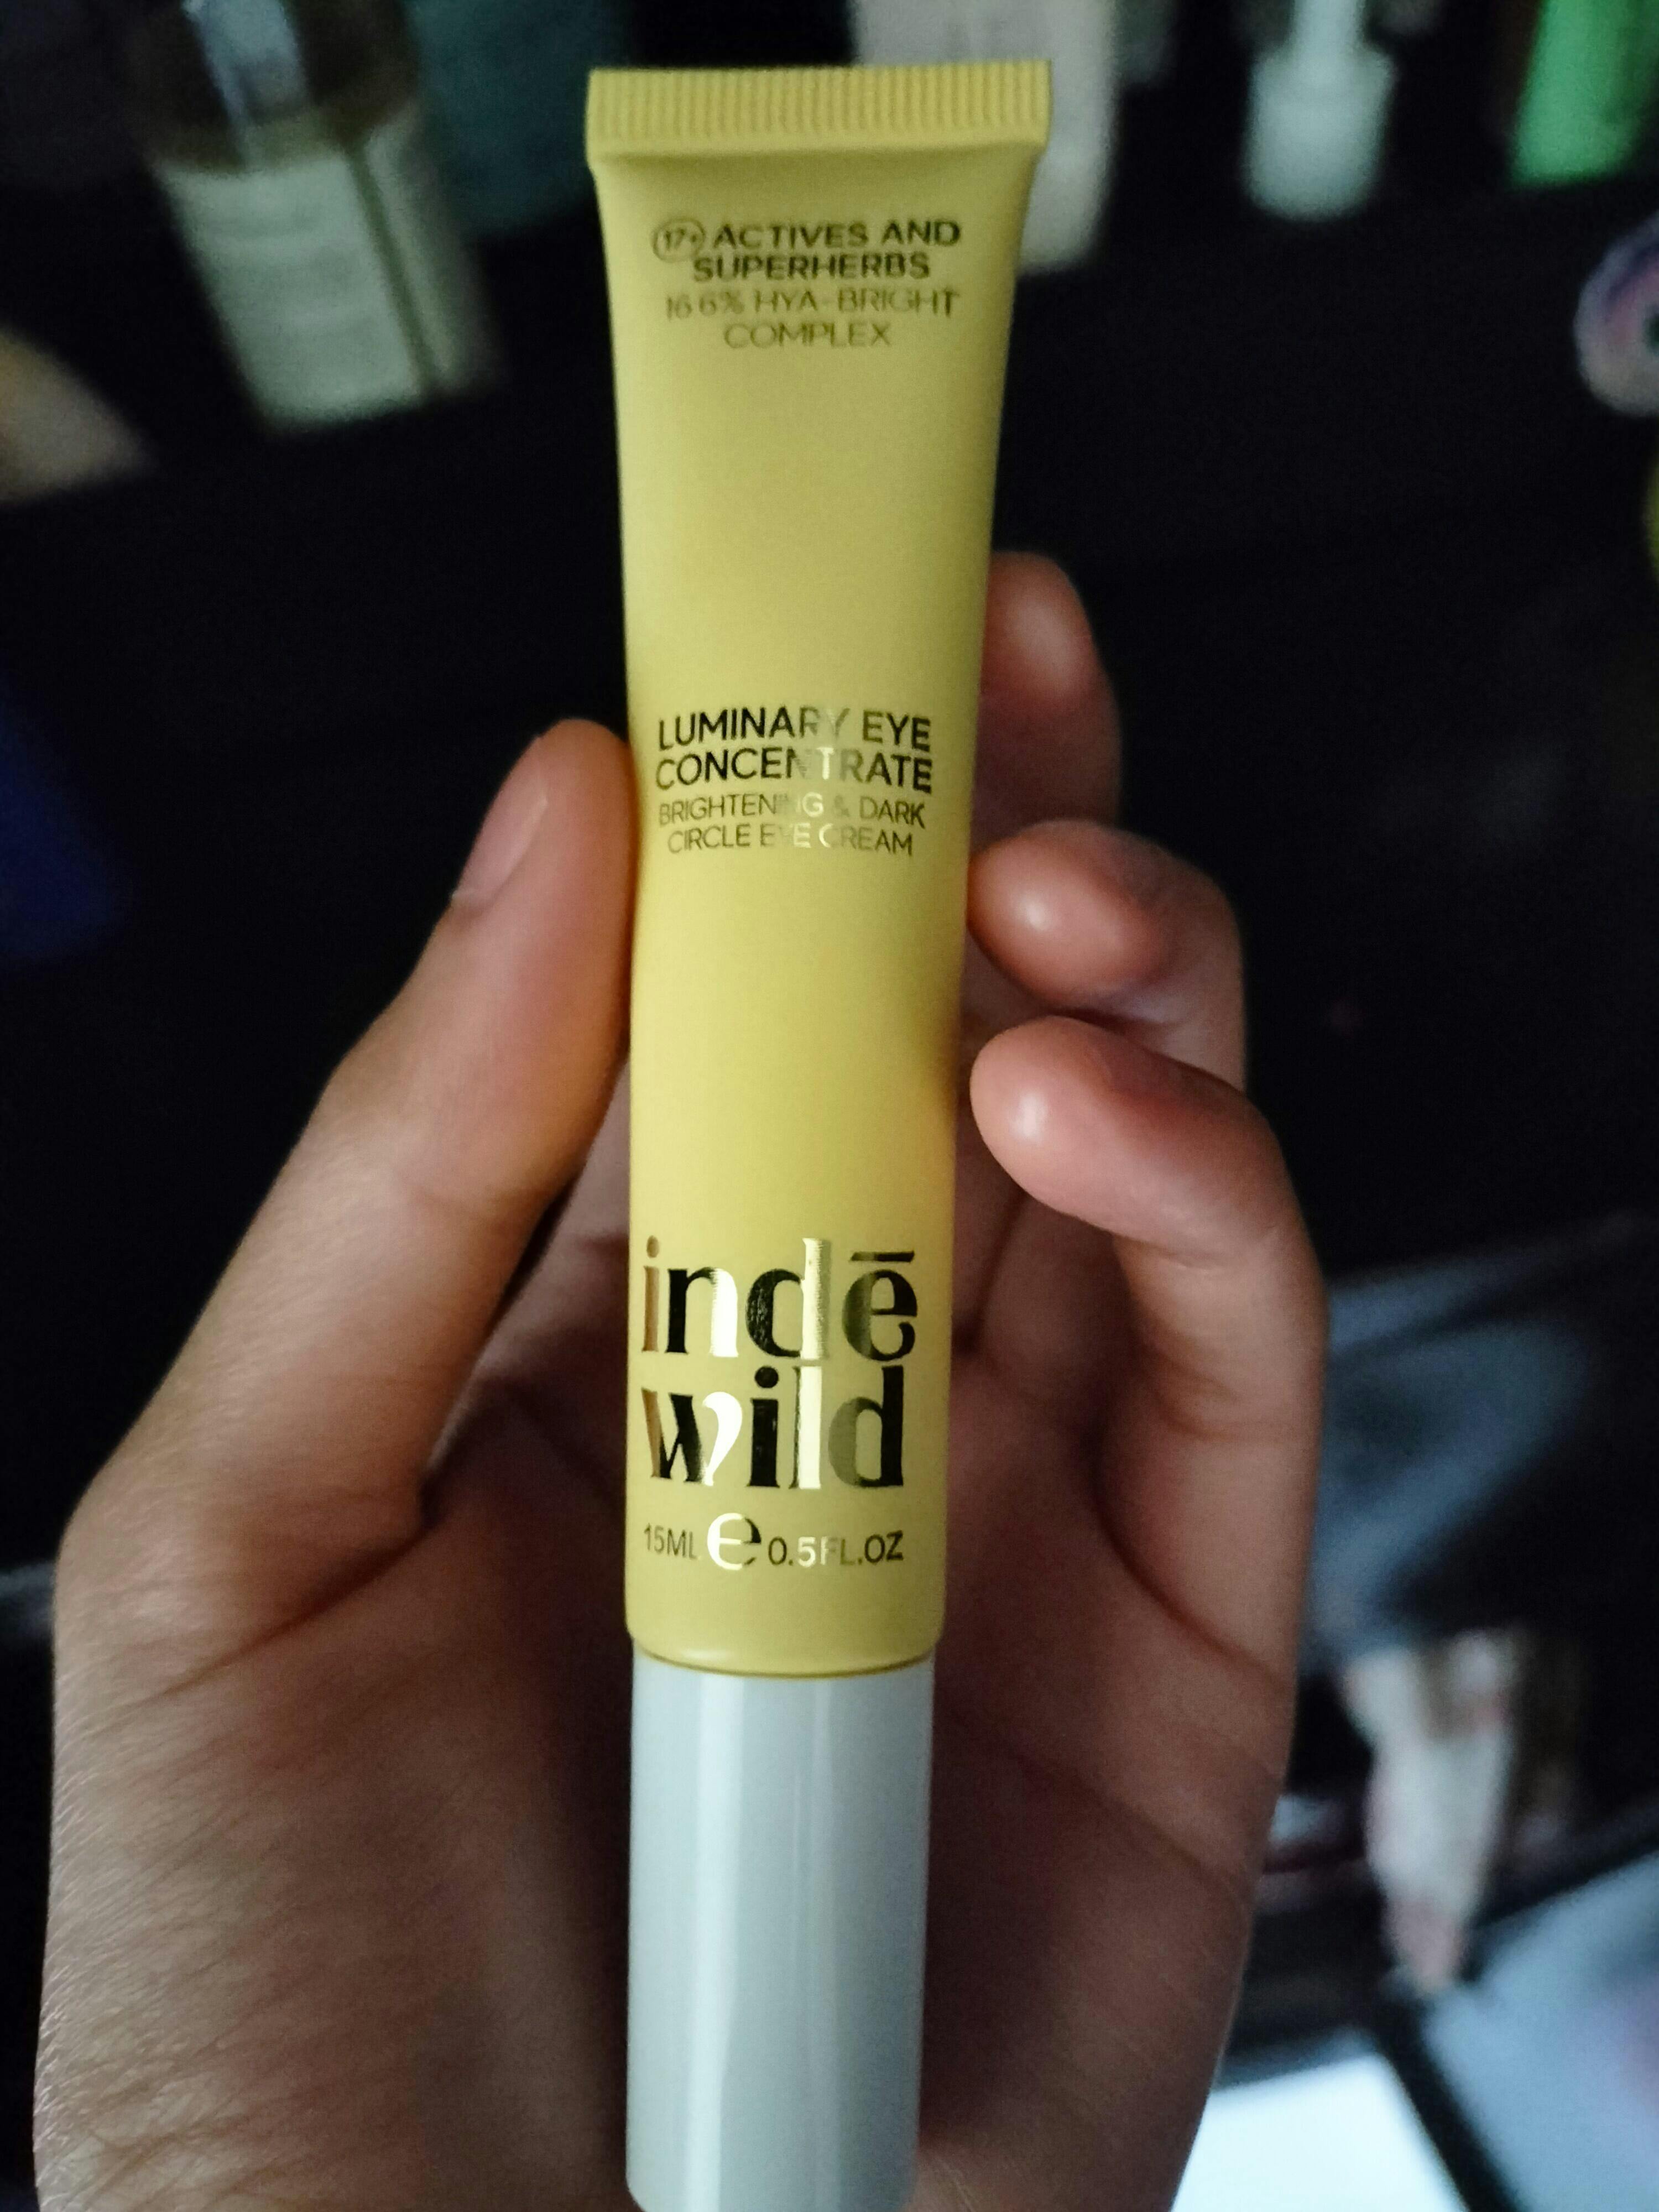 17+ ACTIVES AND
SUPERHERBS
16.6% HYA-BRIGHT
COMPLEX
LUMINARY EYE
CONCENTRATE
BRIGHTENING & DARK
CIRCLE EYE CREAM
indē
wild
15ML e 0.5FL.OZ